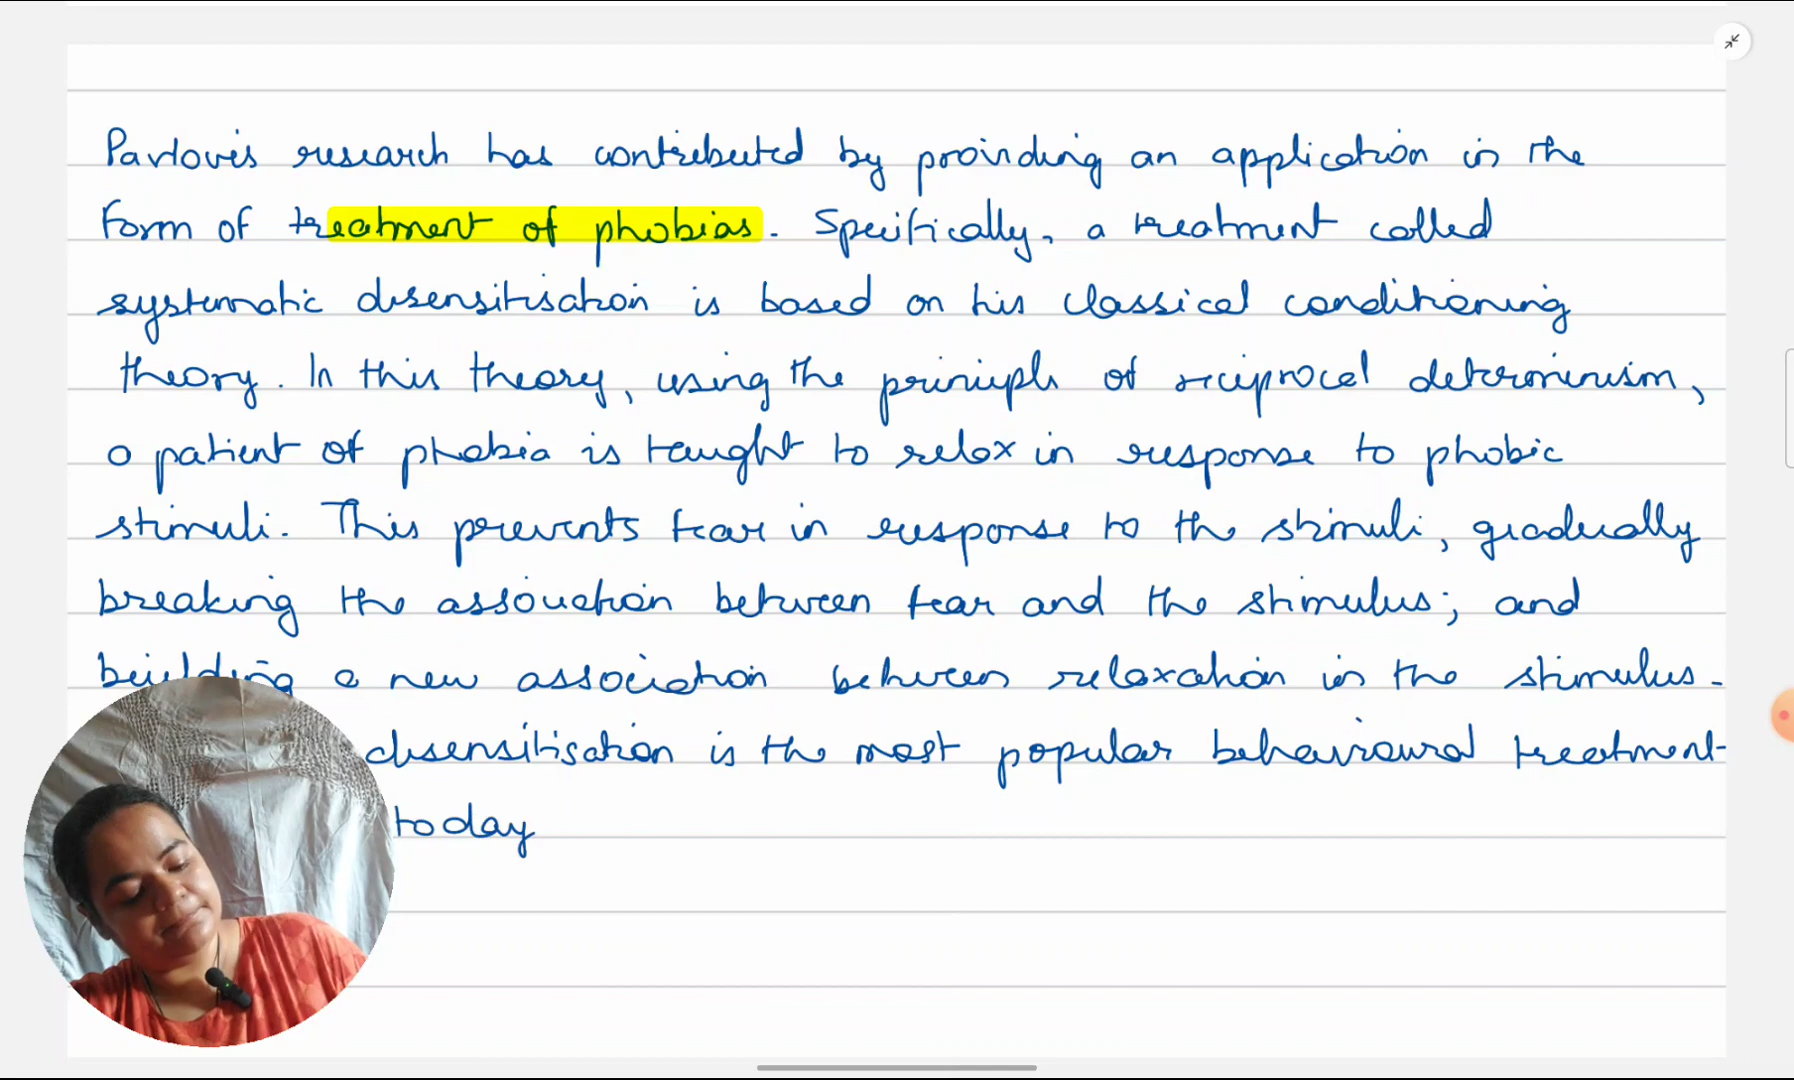 Pavlov's research has contributed by proinding an application in the
form of treatment of phobias. Specifically, a treatment called
systematic disensitisation is based on his classical conditioning
theory. In this theory, using the principle of reciprocal determinism,
a patient of phobia is taught to relax in response to phobic
stimuli. This prevents fear in response to the stimuli, gradually
breaking the association between fear and the stimulus; and
building a new association between relaxation in the stimulus.
disensitisation is the most popular behavioural treatment
today